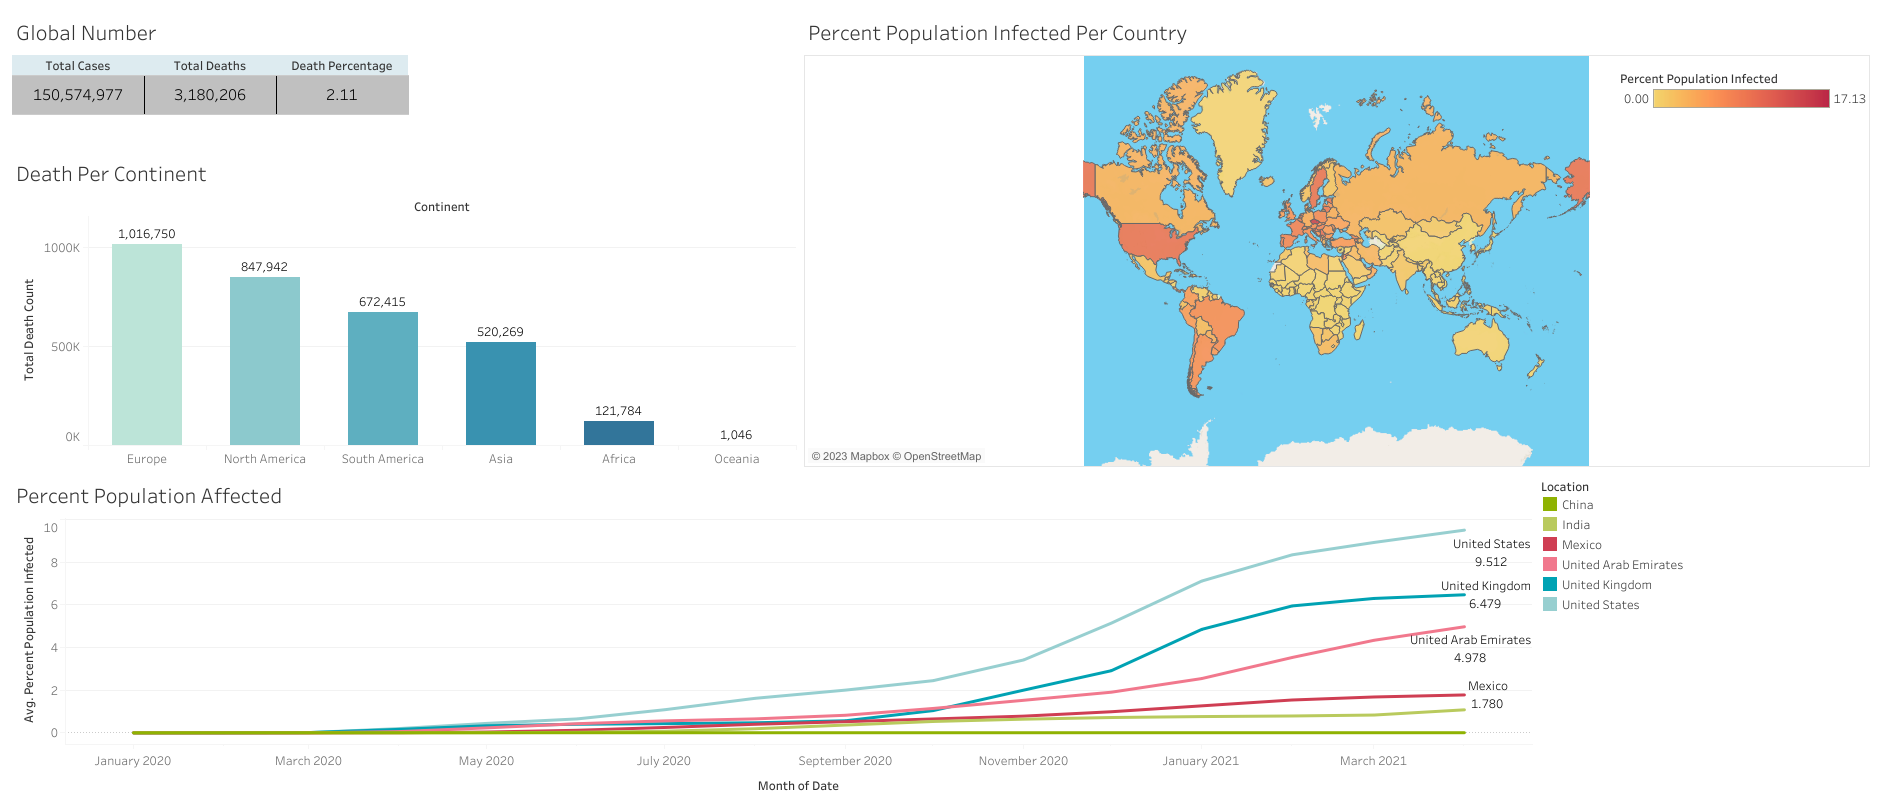 Global Number
Total Cases Total Deaths Death Percentage
150,574,977 3,180,206 2.11
Death Per Continent
Continent
Total Death Count
1000K
500K
0K
1,016,750
847,942
672,415
520,269
121,784
1,046
Europe North America South America Asia Africa Oceania
Percent Population Infected Per Country
Percent Population Infected
0.00 17.13
© 2023 Mapbox © OpenStreetMap
Percent Population Affected
Avg. Percent Population Infected
10
8
6
4
2
0
United States
9.512
United Kingdom
6.479
United Arab Emirates
4.978
Mexico
1.780
January 2020 March 2020 May 2020 July 2020 September 2020 November 2020 January 2021 March 2021
Month of Date
Location
China
India
Mexico
United Arab Emirates
United Kingdom
United States